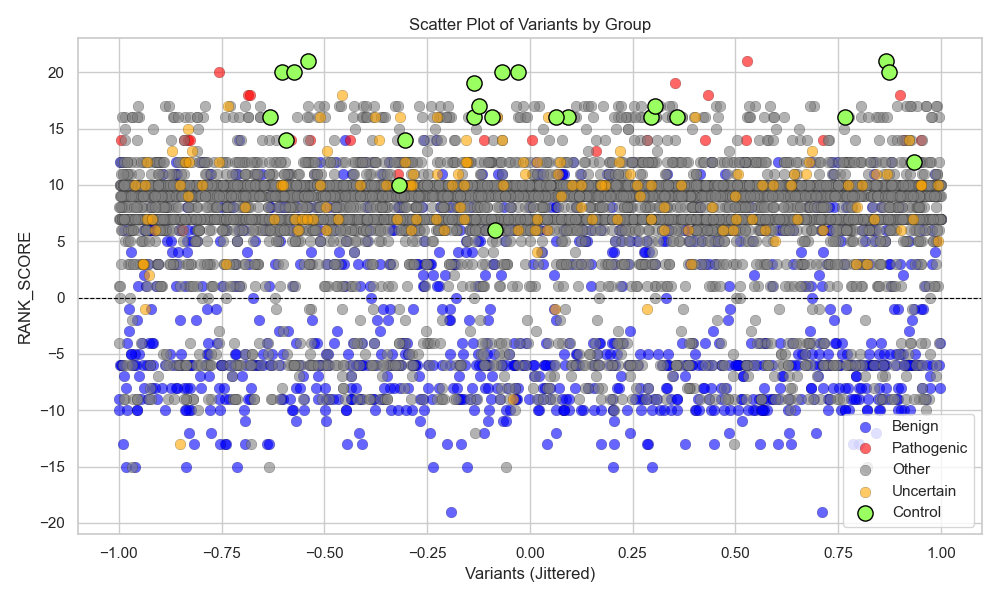 Scatter Plot of Variants by Group
RANK_SCORE
20
15
10
5
0
−5
−10
−15
−20
Benign
Pathogenic
Other
Uncertain
Control
−1.00 −0.75 −0.50 −0.25 0.00 0.25 0.50 0.75 1.00
Variants (Jittered)